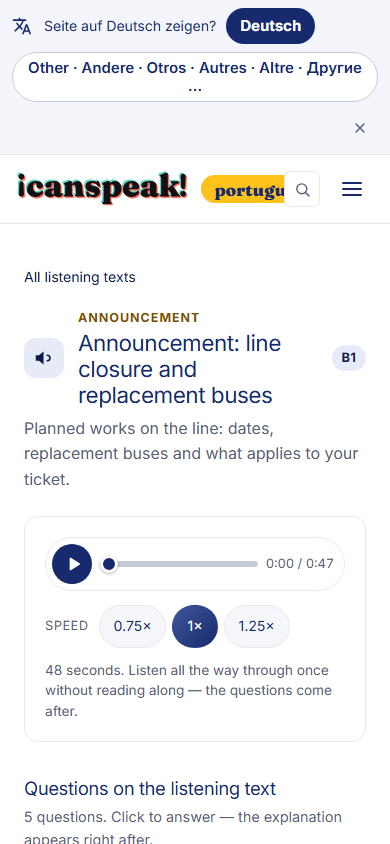 Seite auf Deutsch zeigen?
Deutsch
Other · Andere · Otros · Autres · Altre · Другие
...
icanspeak!
portugu
All listening texts
ANNOUNCEMENT
Announcement: line
closure and
replacement buses
B1
Planned works on the line: dates,
replacement buses and what applies to your
ticket.
0:00 / 0:47
SPEED
0.75×
1×
1.25×
48 seconds. Listen all the way through once
without reading along — the questions come
after.
Questions on the listening text
5 questions. Click to answer — the explanation
appears right after.